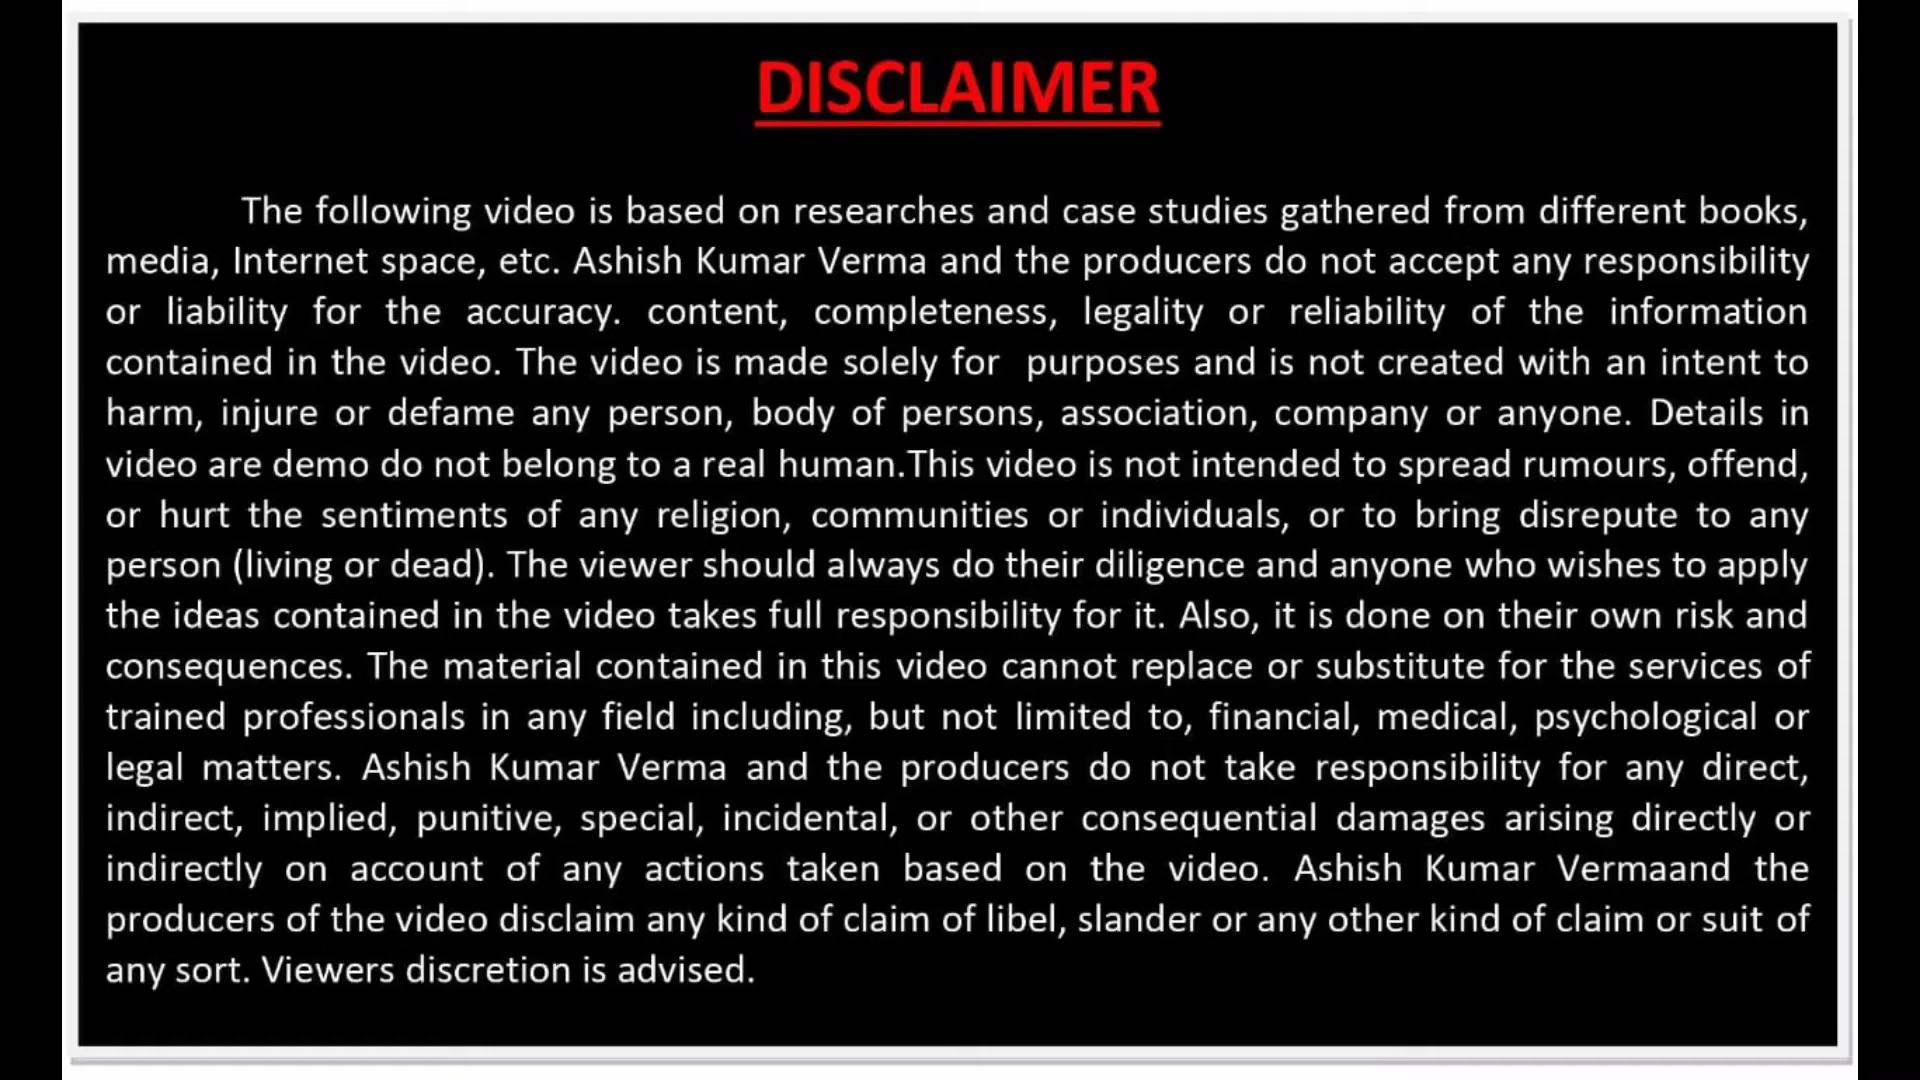 DISCLAIMER
The following video is based on researches and case studies gathered from different books,
media, Internet space, etc. Ashish Kumar Verma and the producers do not accept any responsibility
or liability for the accuracy. content, completeness, legality or reliability of the information
contained in the video. The video is made solely for  purposes and is not created with an intent to
harm, injure or defame any person, body of persons, association, company or anyone. Details in
video are demo do not belong to a real human.This video is not intended to spread rumours, offend,
or hurt the sentiments of any religion, communities or individuals, or to bring disrepute to any
person (living or dead). The viewer should always do their diligence and anyone who wishes to apply
the ideas contained in the video takes full responsibility for it. Also, it is done on their own risk and
consequences. The material contained in this video cannot replace or substitute for the services of
trained professionals in any field including, but not limited to, financial, medical, psychological or
legal matters. Ashish Kumar Verma and the producers do not take responsibility for any direct,
indirect, implied, punitive, special, incidental, or other consequential damages arising directly or
indirectly on account of any actions taken based on the video. Ashish Kumar Vermaand the
producers of the video disclaim any kind of claim of libel, slander or any other kind of claim or suit of
any sort. Viewers discretion is advised.